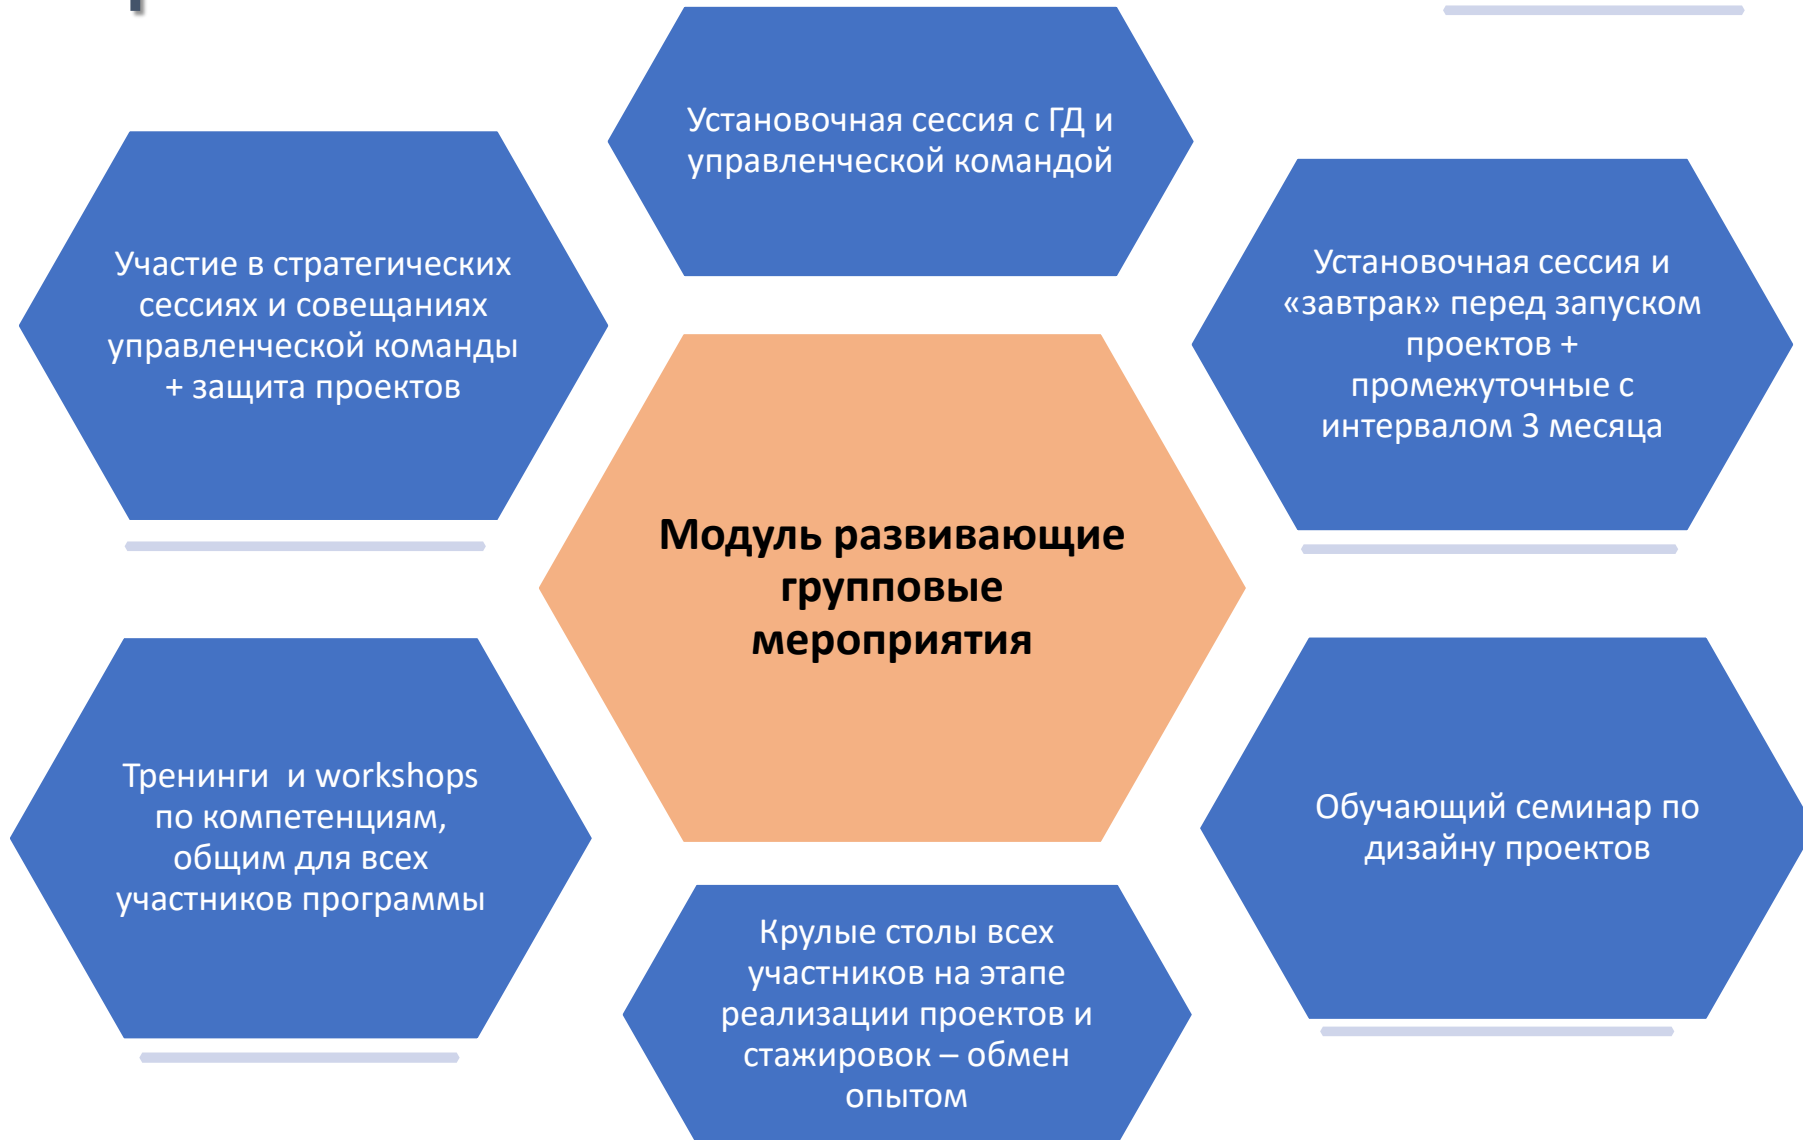 Установочная сессия с ГД и
управленческой командой
Участие в стратегических
сессиях и совещаниях
управленческой команды
+ защита проектов
Установочная сессия и
«завтрак» перед запуском
проектов +
промежуточные с
интервалом 3 месяца
Модуль развивающие
групповые
мероприятия
Тренинги и workshops
по компетенциям,
общим для всех
участников программы
Обучающий семинар по
дизайну проектов
Крулые столы всех
участников на этапе
реализации проектов и
стажировок – обмен
опытом